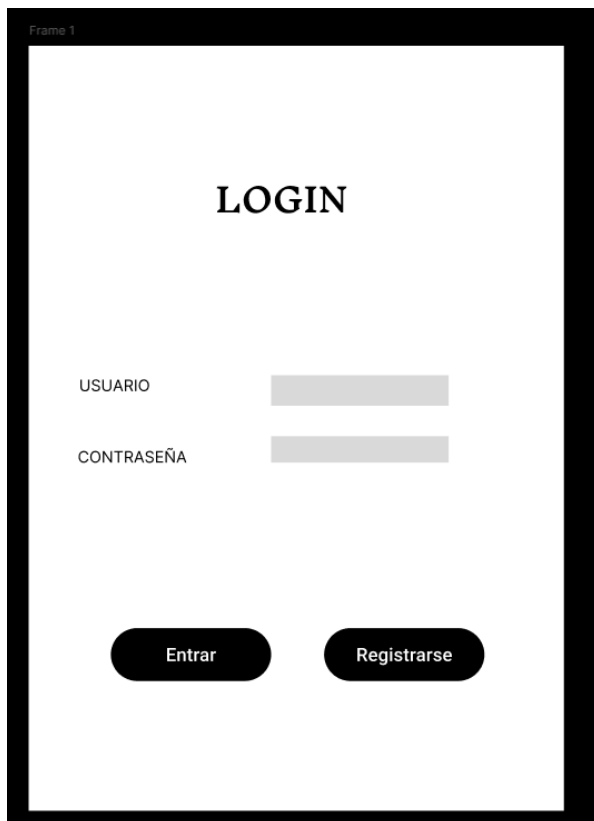 Frame 1
LOGIN
USUARIO
CONTRASEÑA
Entrar
Registrarse